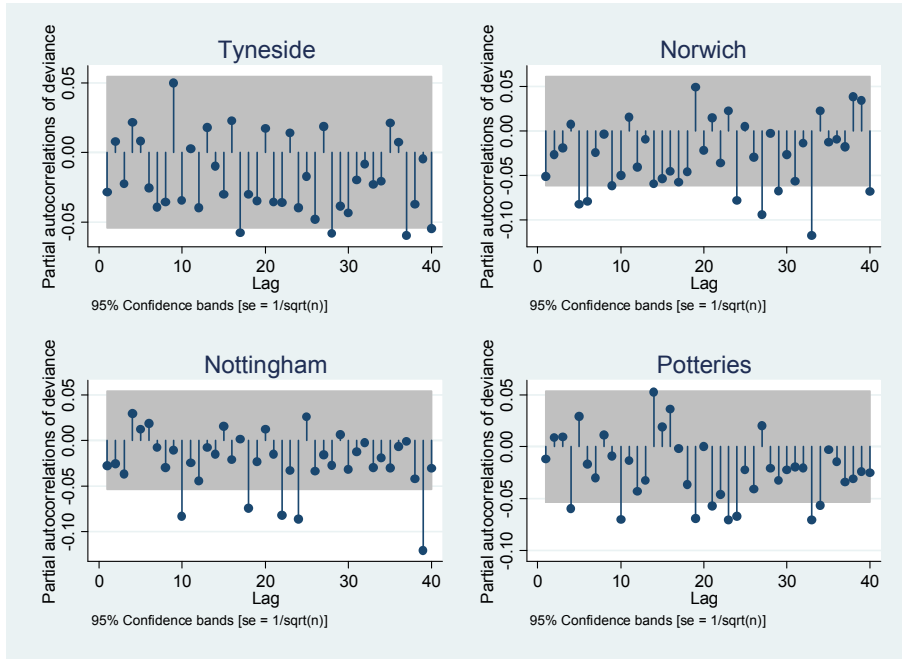 Tyneside
Partial autocorrelations of deviance
0.05
0.00
-0.05
0 10 20 30 40
Lag
95% Confidence bands [se = 1/sqrt(n)]
Norwich
Partial autocorrelations of deviance
0.05
0.00
-0.05
-0.10
0 10 20 30 40
Lag
95% Confidence bands [se = 1/sqrt(n)]
Nottingham
Partial autocorrelations of deviance
0.05
0.00
-0.05
-0.10
0 10 20 30 40
Lag
95% Confidence bands [se = 1/sqrt(n)]
Potteries
Partial autocorrelations of deviance
0.05
0.00
-0.05
-0.10
0 10 20 30 40
Lag
95% Confidence bands [se = 1/sqrt(n)]